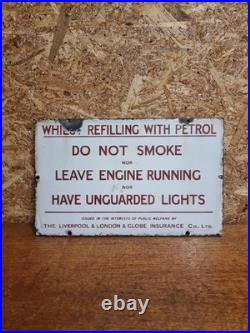 WHILST REFILLING WITH PETROL
DO NOT SMOKE
NOR
LEAVE ENGINE RUNNING
NOR
HAVE UNGUARDED LIGHTS
ISSUED IN THE INTERESTS OF PUBLIC WELFARE BY
THE LIVERPOOL & LONDON & GLOBE INSURANCE CO., LTD.